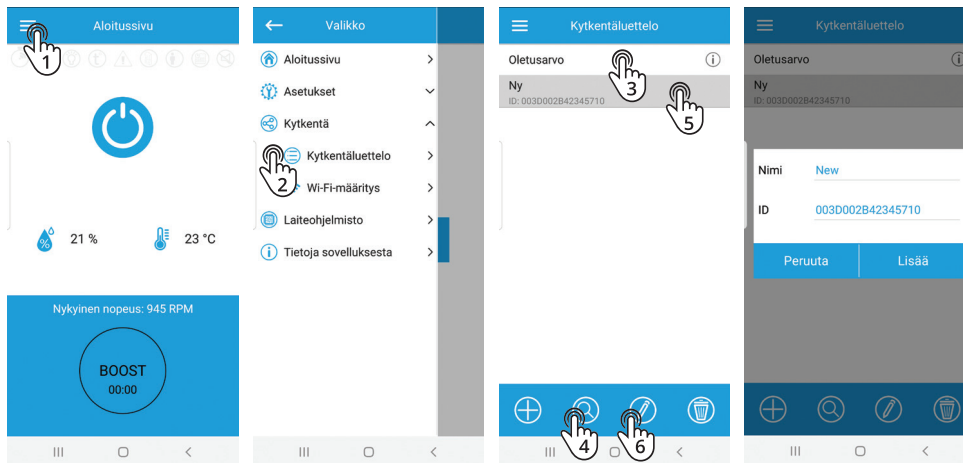 Aloitussivu
1
21 %
23 °C
Nykyinen nopeus: 945 RPM
BOOST
00:00
Valikko
Aloitussivu
Asetukset
Kytkentä
Kytkentäluettelo
2
Wi-Fi-määritys
Laiteohjelmisto
Tietoja sovelluksesta
Kytkentäluettelo
Oletusarvo
3
Ny
ID: 003D002B42345710
5
4
6
Kytkentäluettelo
Oletusarvo
Ny
ID: 003D002B42345710
Nimi New
ID 003D002B42345710
Peruuta Lisää